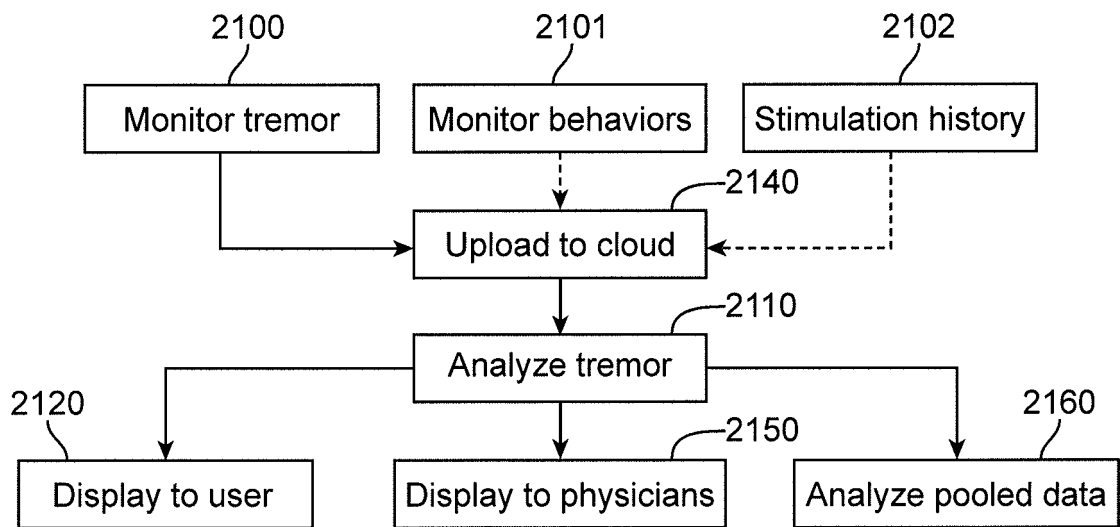 2100
2101
2102
Monitor tremor
Monitor behaviors
Stimulation history
2140
Upload to cloud
2110
Analyze tremor
2120
2150
2160
Display to user
Display to physicians
Analyze pooled data